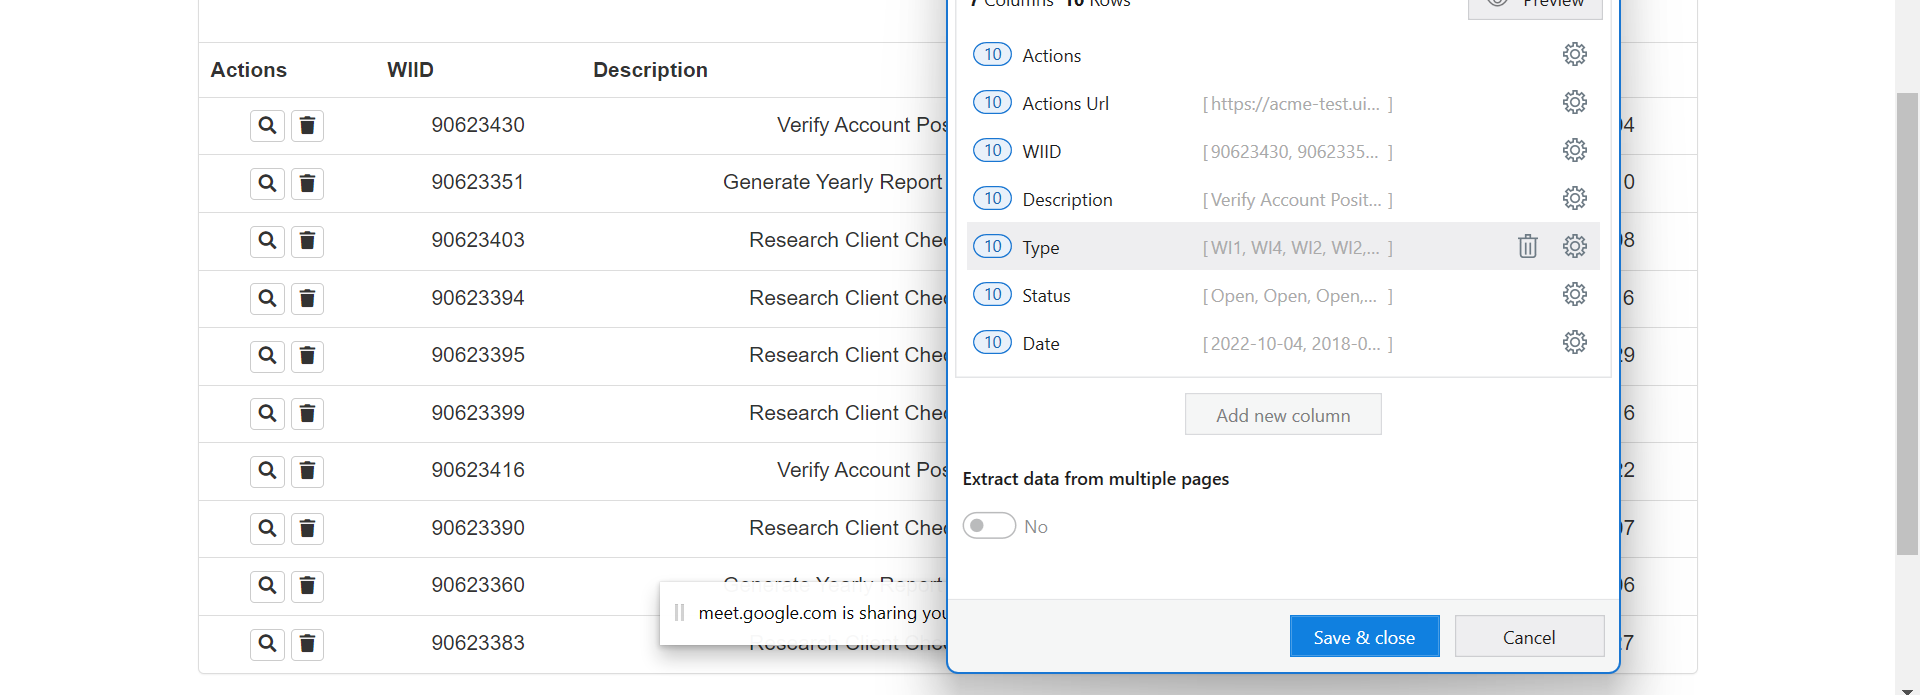 7 Columns 10 Rows
Preview
Actions WIID Description
90623430 Verify Account Pos 4
90623351 Generate Yearly Report 0
90623403 Research Client Che 8
90623394 Research Client Che 6
90623395 Research Client Che 29
90623399 Research Client Che 6
90623416 Verify Account Pos 22
90623390 Research Client Che 07
90623360 Generate Yearly Report 06
90623383 Research Client Che 27
meet.google.com is sharing you
10 Actions
10 Actions Url [https://acme-test.ui... ]
10 WIID [90623430, 9062335... ]
10 Description [Verify Account Posit... ]
10 Type [WI1, WI4, WI2, WI2,... ]
10 Status [Open, Open, Open,... ]
10 Date [2022-10-04, 2018-0... ]
Add new column
Extract data from multiple pages
No
Save & close Cancel